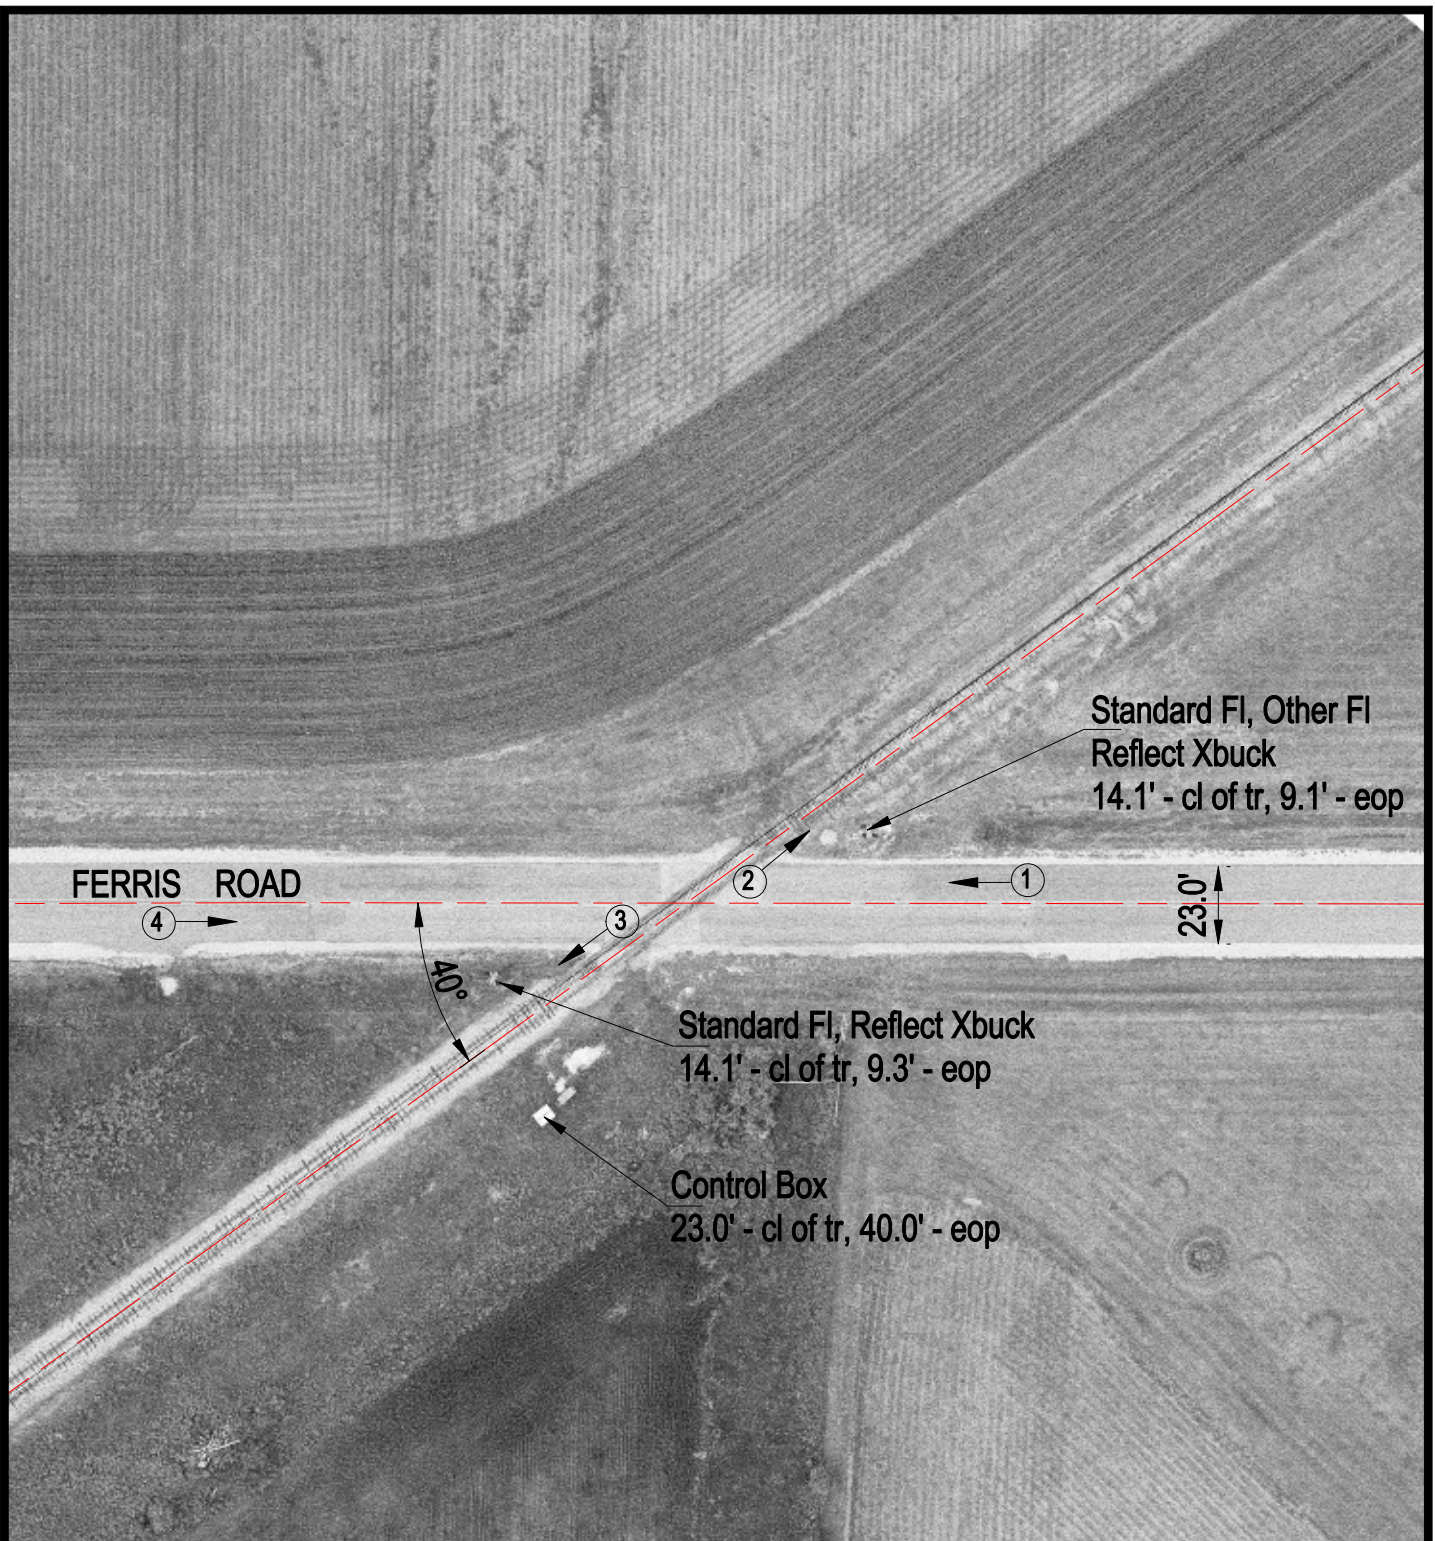 Standard Fl, Other Fl
Reflect Xbuck
14.1' - cl of tr, 9.1' - eop
FERRIS ROAD
2
1
23.0'
4
3
40°
Standard Fl, Reflect Xbuck
14.1' - cl of tr, 9.3' - eop
Control Box
23.0' - cl of tr, 40.0' - eop